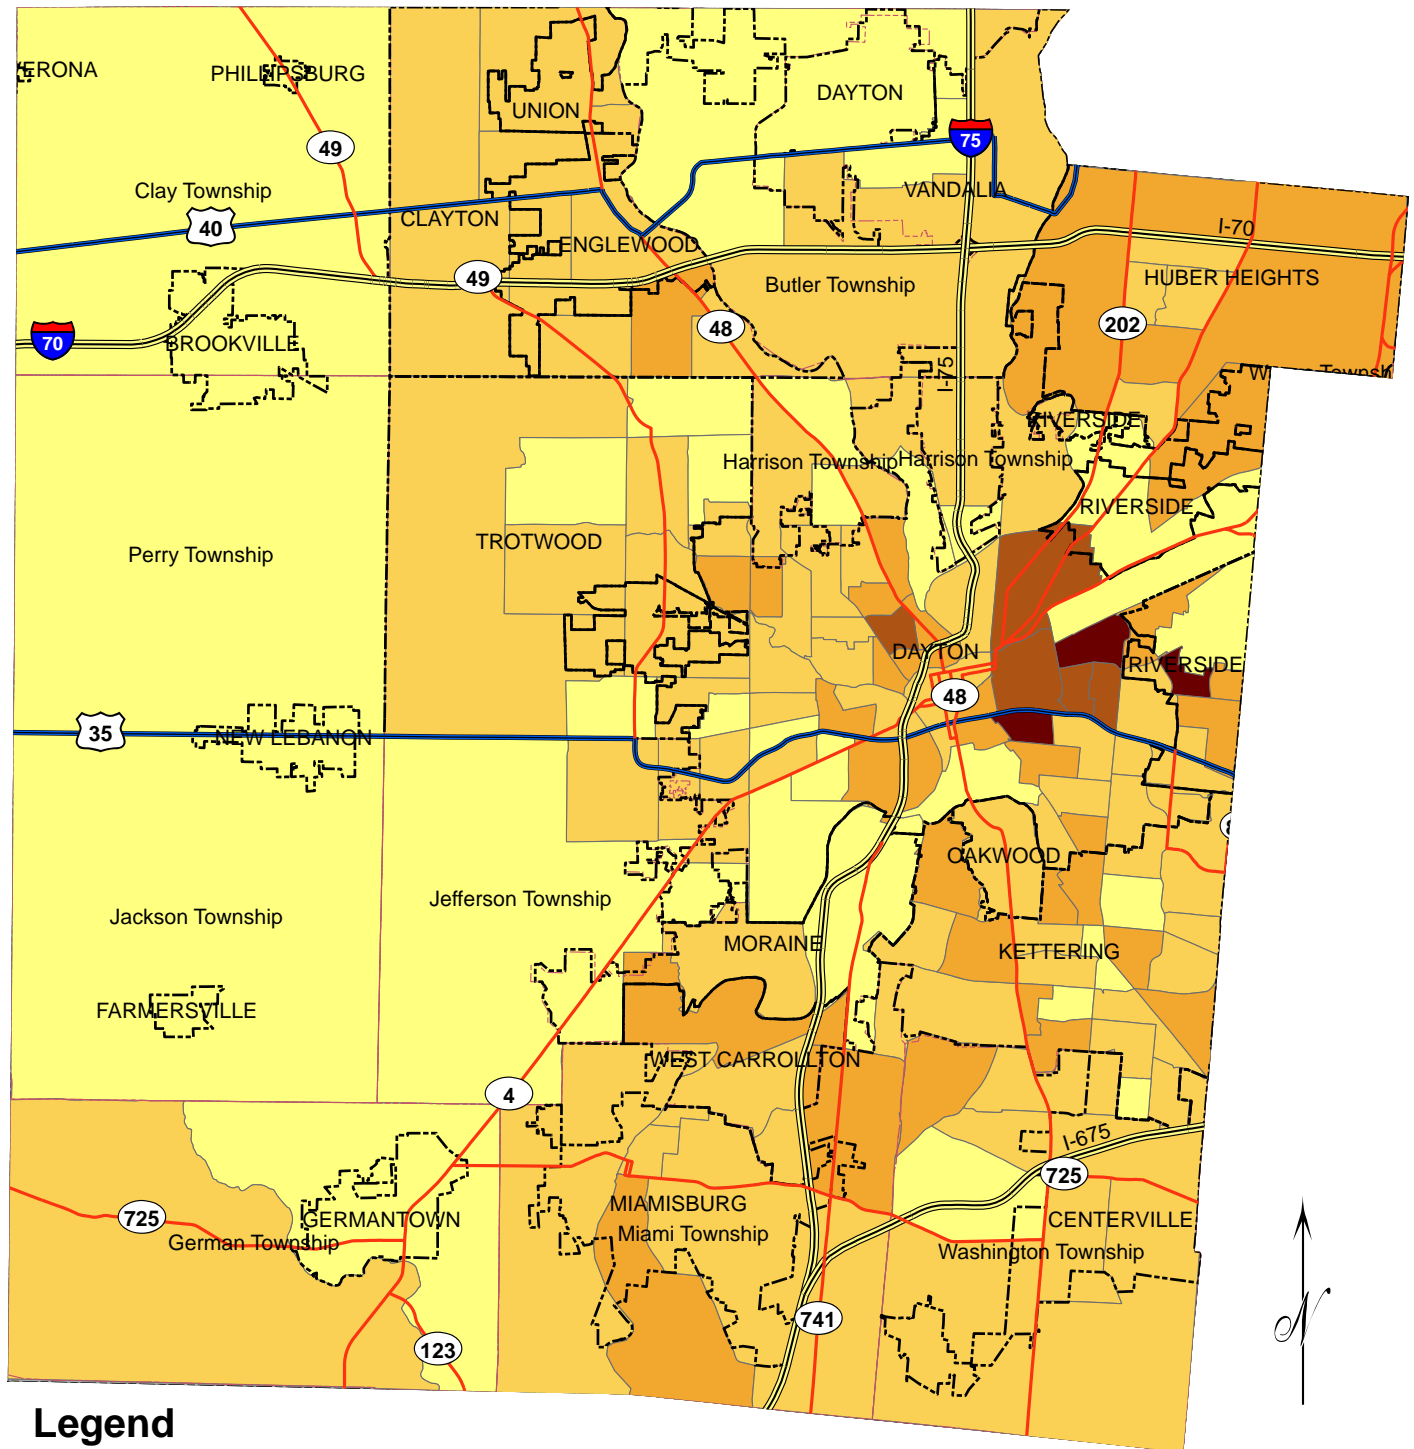 ERONA
PHILLIPSBURG
UNION
DAYTON
49
75
Clay Township
VANDALIA
40
CLAYTON
ENGLEWOOD
I-70
49
Butler Township
HUBER HEIGHTS
48
202
70
BROOKVILLE
I-75
RIVERSIDE
Harrison Township
Harrison Township
RIVERSIDE
TROTWOOD
Perry Township
DAYTON
RIVERSIDE
48
35
NEW LEBANON
OAKWOOD
Jefferson Township
Jackson Township
MORAINE
KETTERING
FARMERSVILLE
WEST CARROLLTON
4
I-675
725
MIAMISBURG
725
GERMANTOWN
CENTERVILLE
German Township
Miami Township
Washington Township
741
123
N
Legend